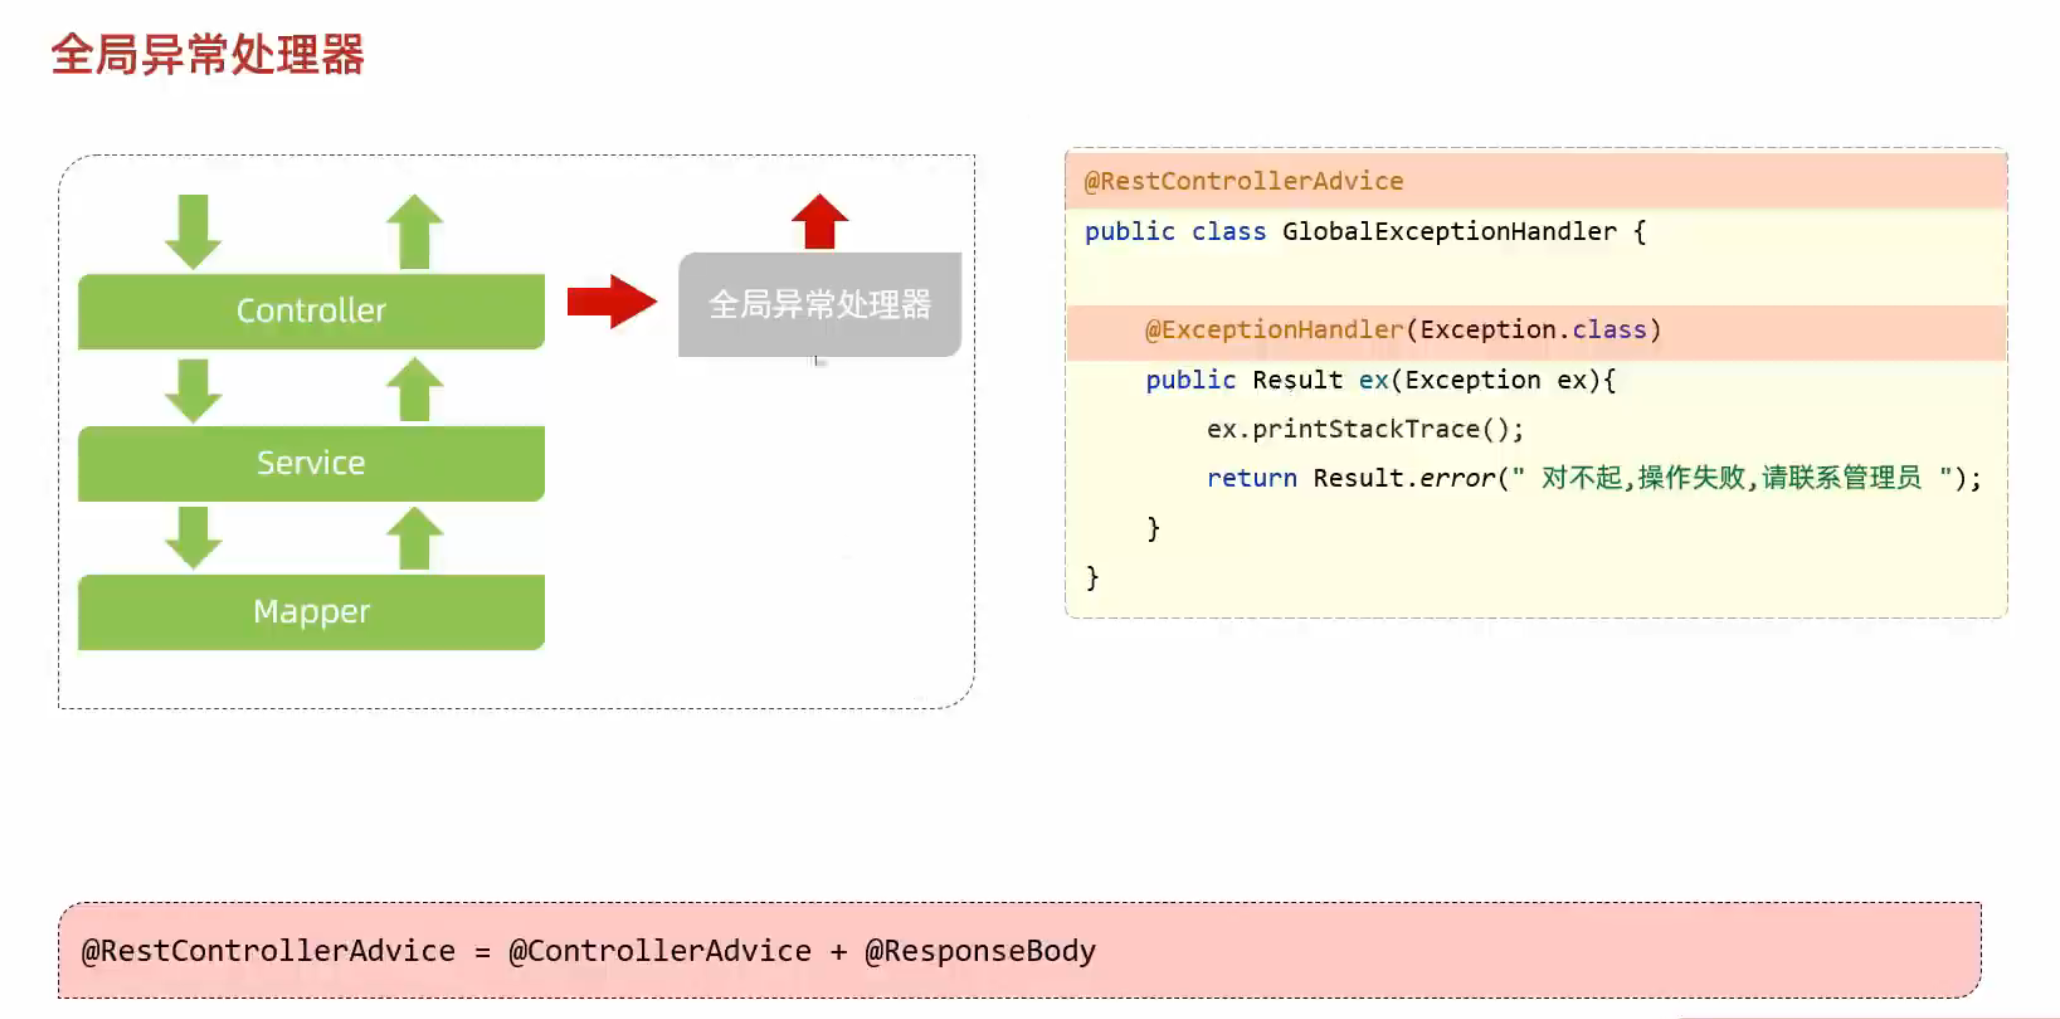 全局异常处理器
Controller
全局异常处理器
Service
Mapper
@RestControllerAdvice
public class GlobalExceptionHandler {
@ExceptionHandler(Exception.class)
public Result ex(Exception ex){
ex.printStackTrace();
return Result.error(" 对不起,操作失败,请联系管理员 ");
}
}
@RestControllerAdvice = @ControllerAdvice + @ResponseBody